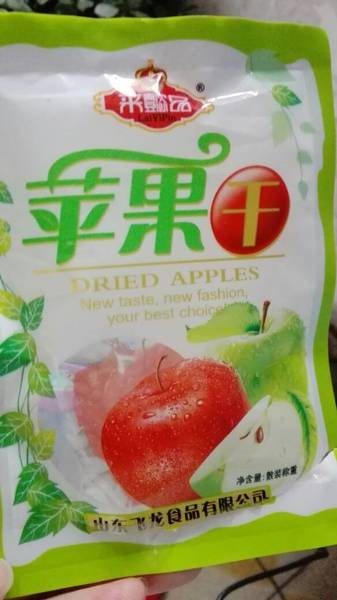 来懿品®
LaiYiPin
苹果干
DRIED APPLES
New taste, new fashion,
your best choice!
净含量:散装称重
山东飞龙食品有限公司